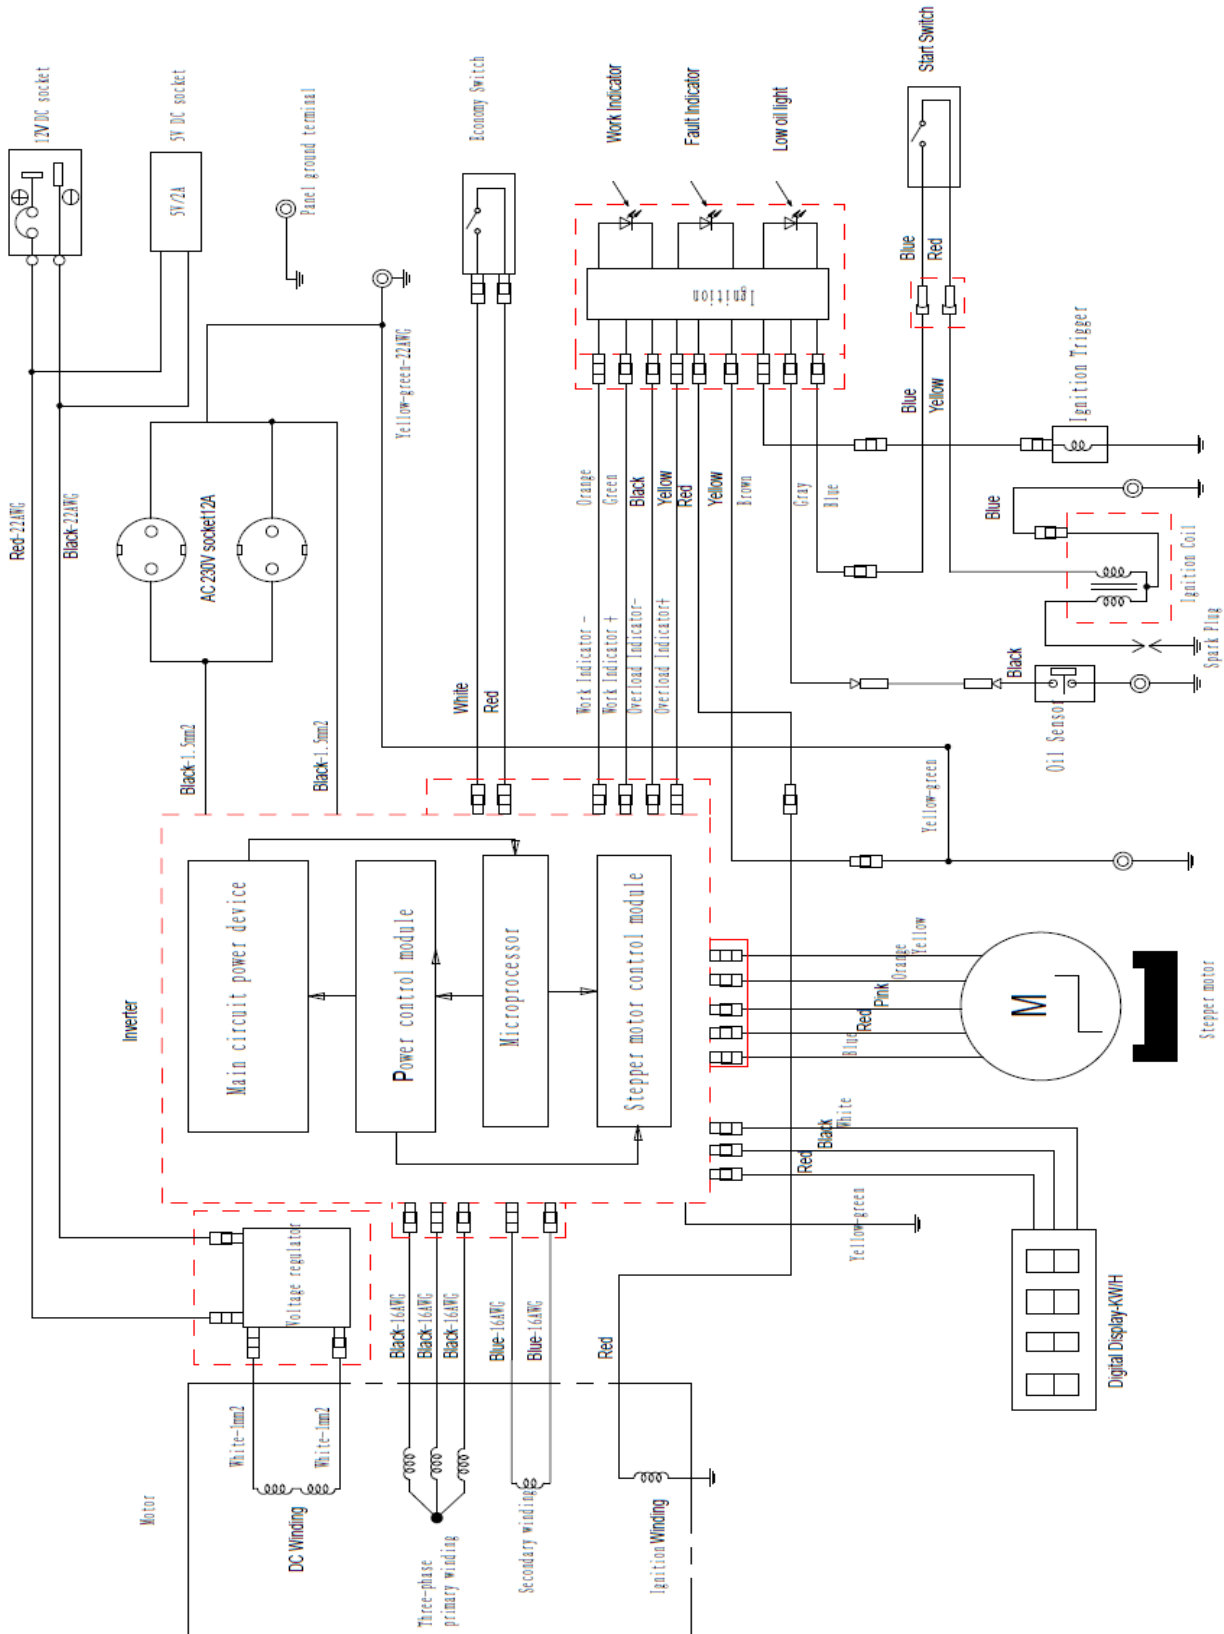 12V DC socket
5V DC socket
5V/2A
Panel ground terminal
Economy Switch
Work Indicator
Fault Indicator
Low oil light
Start Switch
Red-22AWG
Black-22AWG
AC 230V socket12A
Yellow-green-22AWG
Ignition
Blue
Red
Blue
Yellow
Ignition Trigger
Orange
Green
Black
Yellow
Red
Yellow
Brown
Gray
Blue
Blue
Ignition Coil
Spark Plug
Black
Oil Sensor
Black-1.5mm2
Black-1.5mm2
White
Red
Work Indicator -
Work Indicator +
Overload Indicator-
Overload Indicator+
Yellow-green
Inverter
Main circuit power device
Power control module
Microprocessor
Stepper motor control module
Yellow
Orange
Pink
Red
Blue
M
Stepper motor
White
Black
Red
Yellow-green
Digital Display-KW/H
Voltage regulator
Black-16AWG
Black-16AWG
Black-16AWG
Blue-16AWG
Blue-16AWG
Red
White-1mm2
White-1mm2
Motor
DC Winding
Three-phase
primary winding
Secondary winding
Ignition Winding